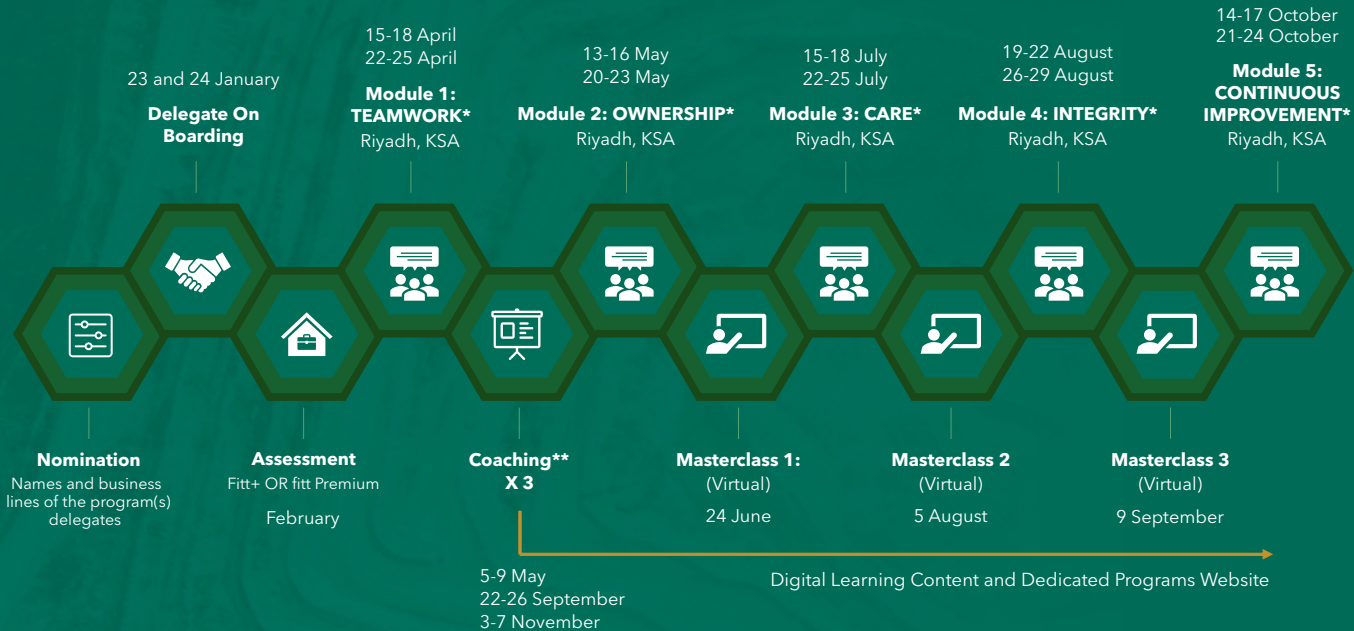 23 and 24 January
Delegate On
Boarding
15-18 April
22-25 April
Module 1:
TEAMWORK*
Riyadh, KSA
13-16 May
20-23 May
Module 2: OWNERSHIP*
Riyadh, KSA
15-18 July
22-25 July
Module 3: CARE*
Riyadh, KSA
19-22 August
26-29 August
Module 4: INTEGRITY*
Riyadh, KSA
14-17 October
21-24 October
Module 5:
CONTINUOUS
IMPROVEMENT*
Riyadh, KSA
Nomination
Names and business
lines of the program(s)
delegates
Assessment
Fitt+ OR fitt Premium
February
Coaching**
X 3
5-9 May
22-26 September
3-7 November
Masterclass 1:
(Virtual)
24 June
Masterclass 2
(Virtual)
5 August
Masterclass 3
(Virtual)
9 September
Digital Learning Content and Dedicated Programs Website